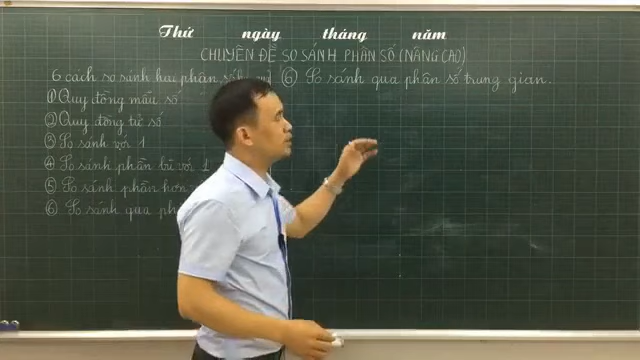 Thứ ngày tháng năm
CHUYÊN ĐỀ SO SÁNH PHÂN SỐ (NÂNG CAO)
6 cách so sánh hai phân số
① Quy đồng mẫu số
② Quy đồng tử số
③ So sánh với 1
④ So sánh phần bù với 1
⑤ So sánh phần hơn
⑥ So sánh qua
⑥ So sánh qua phân số trung gian.